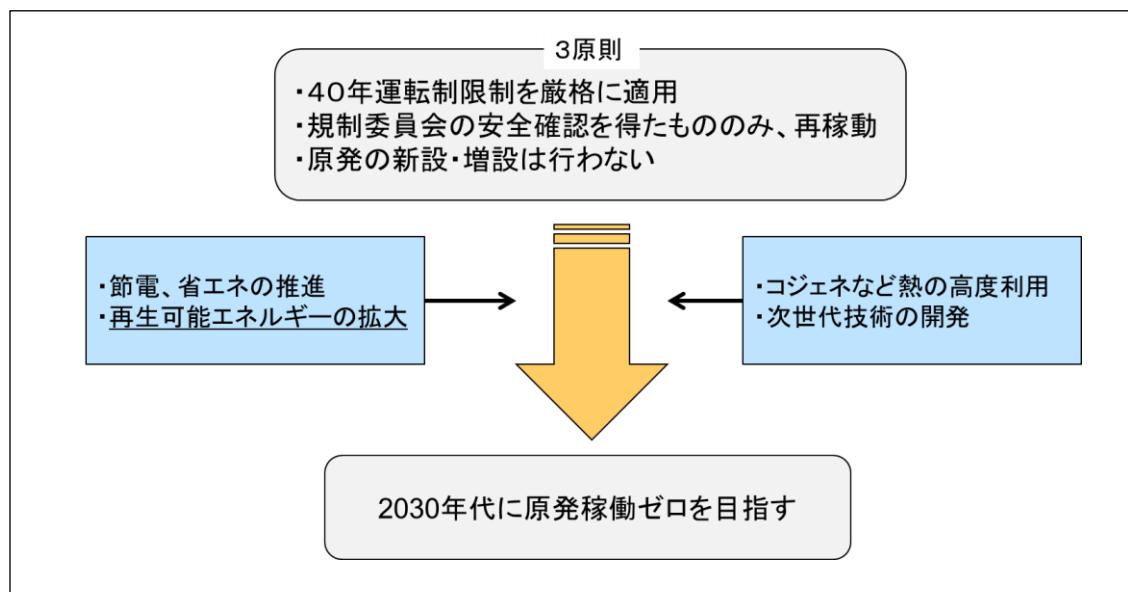 3原則
・40年運転制限制を厳格に適用
・規制委員会の安全確認を得たもののみ、再稼動
・原発の新設・増設は行わない
・節電、省エネの推進
・再生可能エネルギーの拡大
・コジェネなど熱の高度利用
・次世代技術の開発
2030年代に原発稼働ゼロを目指す